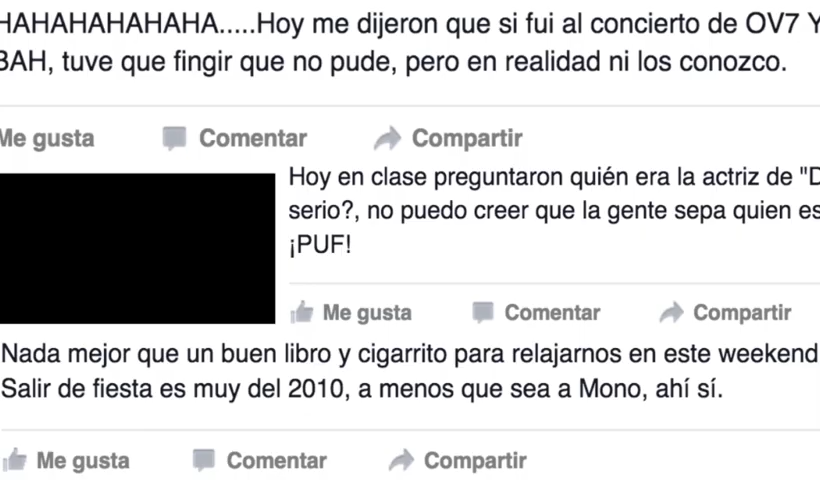 HAHAHAHAHAHA.....Hoy me dijeron que si fui al concierto de OV7 Y
BAH, tuve que fingir que no pude, pero en realidad ni los conozco.
Me gusta Comentar Compartir
Hoy en clase preguntaron quién era la actriz de "D
serio?, no puedo creer que la gente sepa quien es
¡PUF!
Me gusta Comentar Compartir
Nada mejor que un buen libro y cigarrito para relajarnos en este weekend
Salir de fiesta es muy del 2010, a menos que sea a Mono, ahí sí.
Me gusta Comentar Compartir